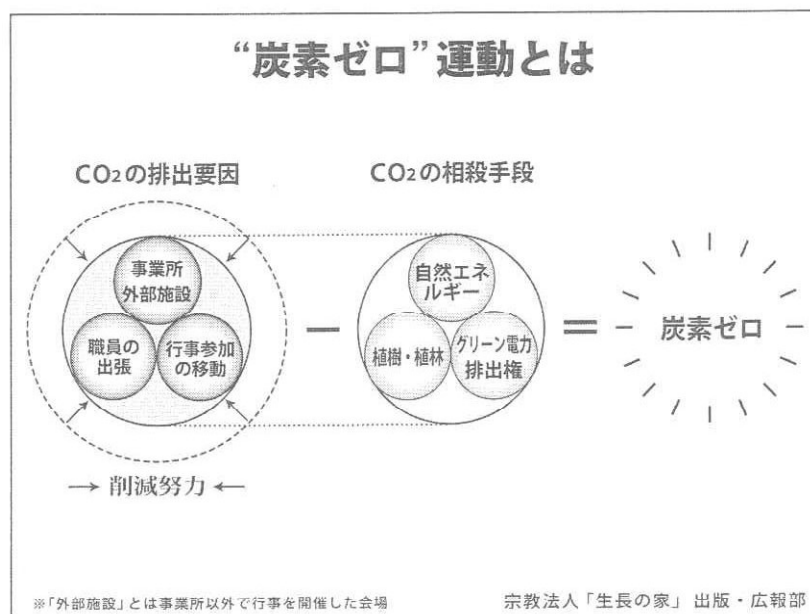 “炭素ゼロ”運動とは
CO2の排出要因
CO2の相殺手段
事業所
外部施設
職員の
出張
行事参加
の移動
自然エネ
ルギー
植樹・植林
グリーン電力
排出権
炭素ゼロ
→ 削減努力 ←
※「外部施設」とは事業所以外で行事を開催した会場
宗教法人「生長の家」出版・広報部